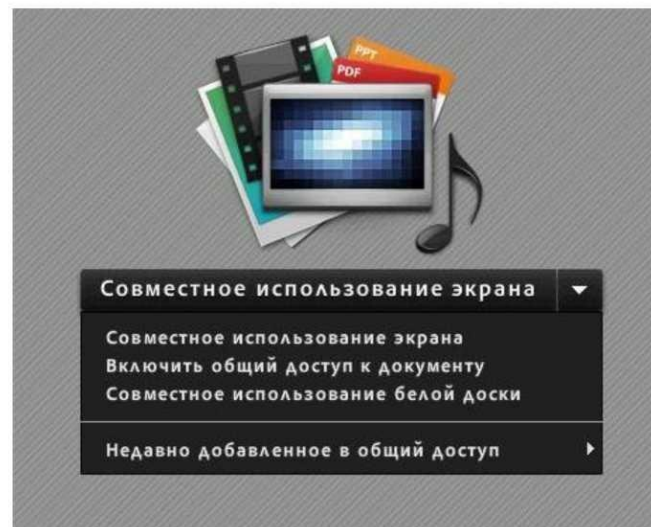 PPT
PDF
Совместное использование экрана
Совместное использование экрана
Включить общий доступ к документу
Совместное использование белой доски
Недавно добавленное в общий доступ